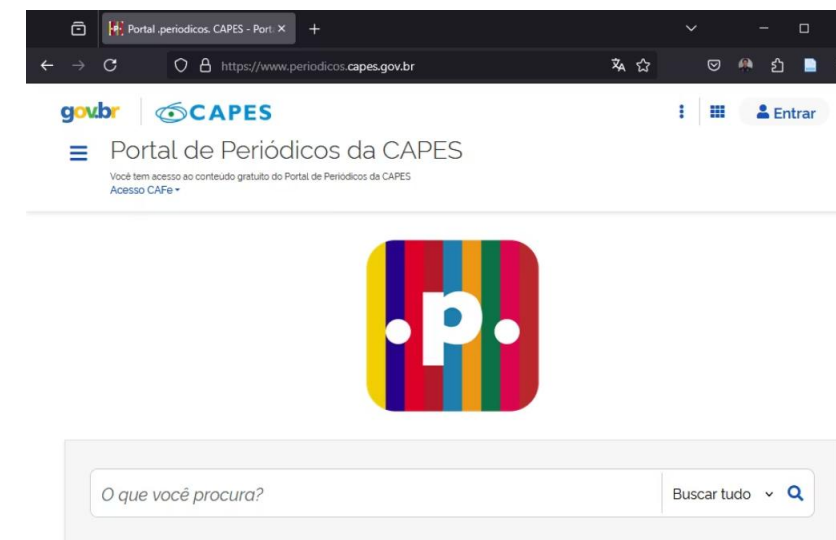 Portal .periodicos. CAPES - Port
https://www.periodicos.capes.gov.br
gov.br
CAPES
Entrar
Portal de Periódicos da CAPES
Você tem acesso ao conteúdo gratuito do Portal de Periódicos da CAPES
Acesso CAFe
.p.
O que você procura?
Buscar tudo